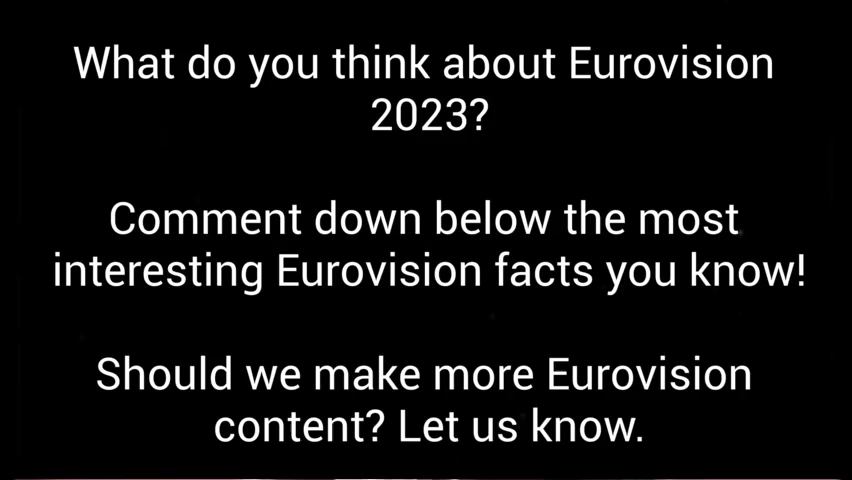 What do you think about Eurovision
2023?
Comment down below the most
interesting Eurovision facts you know!
Should we make more Eurovision
content? Let us know.